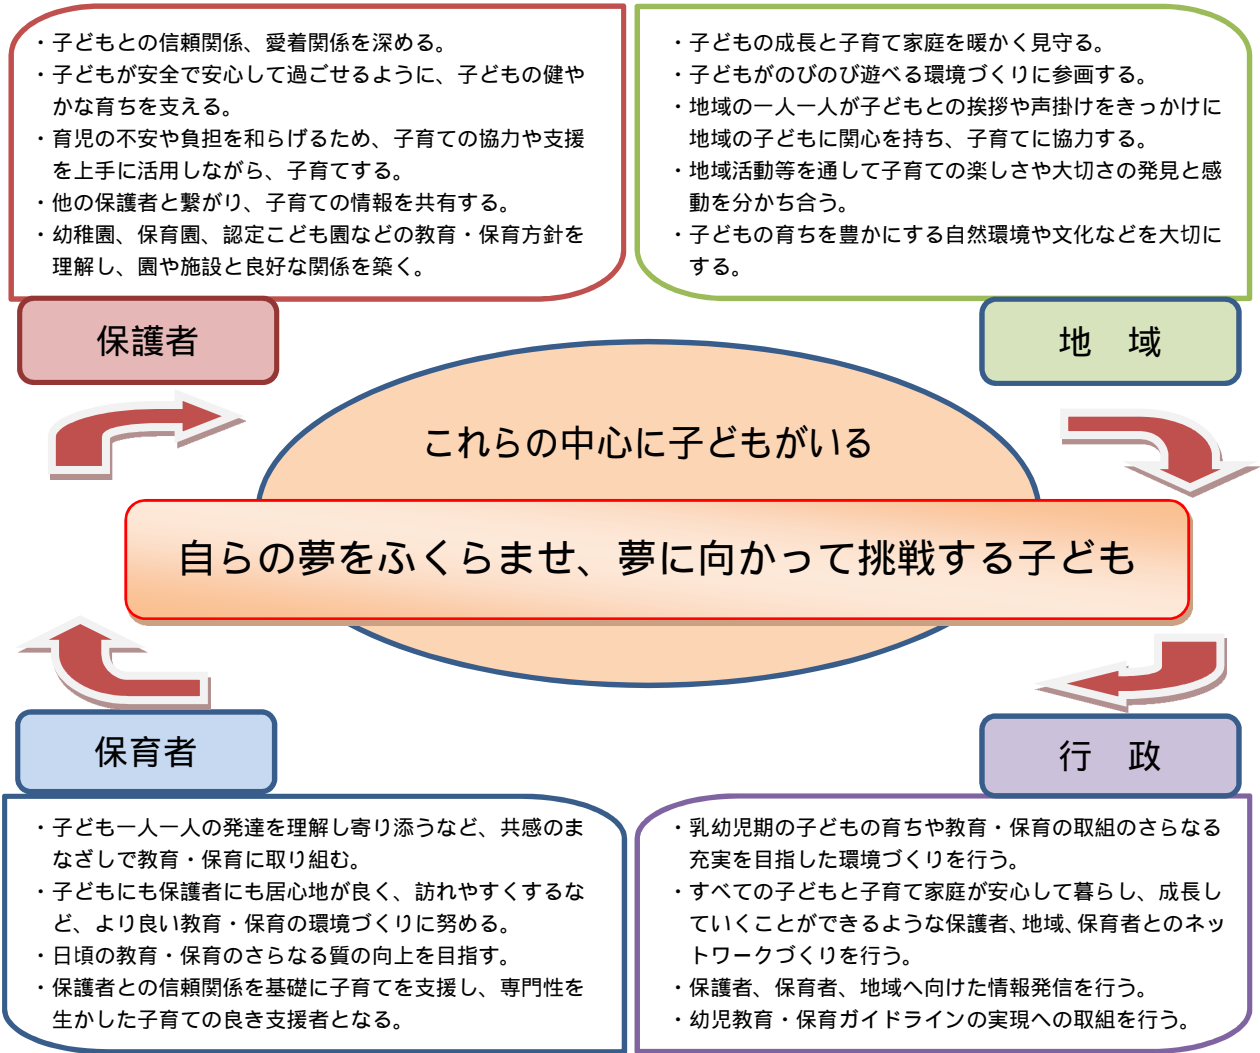 ・子どもとの信頼関係、愛着関係を深める。
・子どもが安全で安心して過ごせるように、子どもの健や
かな育ちを支える。
・育児の不安や負担を和らげるため、子育ての協力や支援
を上手に活用しながら、子育てする。
・他の保護者と繋がり、子育ての情報を共有する。
・幼稚園、保育園、認定こども園などの教育・保育方針を
理解し、園や施設と良好な関係を築く。
保護者
・子どもの成長と子育て家庭を暖かく見守る。
・子どもがのびのび遊べる環境づくりに参画する。
・地域の一人一人が子どもとの挨拶や声掛けをきっかけに
地域の子どもに関心を持ち、子育てに協力する。
・地域活動等を通して子育ての楽しさや大切さの発見と感
動を分かち合う。
・子どもの育ちを豊かにする自然環境や文化などを大切に
する。
地　域
これらの中心に子どもがいる
自らの夢をふくらませ、夢に向かって挑戦する子ども
保育者
・子ども一人一人の発達を理解し寄り添うなど、共感のま
なざしで教育・保育に取り組む。
・子どもにも保護者にも居心地が良く、訪れやすくするな
ど、より良い教育・保育の環境づくりに努める。
・日頃の教育・保育のさらなる質の向上を目指す。
・保護者との信頼関係を基礎に子育てを支援し、専門性を
生かした子育ての良き支援者となる。
行　政
・乳幼児期の子どもの育ちや教育・保育の取組のさらなる
充実を目指した環境づくりを行う。
・すべての子どもと子育て家庭が安心して暮らし、成長し
ていくことができるような保護者、地域、保育者とのネッ
トワークづくりを行う。
・保護者、保育者、地域へ向けた情報発信を行う。
・幼児教育・保育ガイドラインの実現への取組を行う。